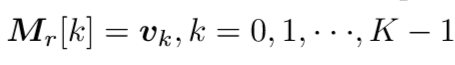 M_r[k] = v_k, k = 0, 1, ···, K − 1